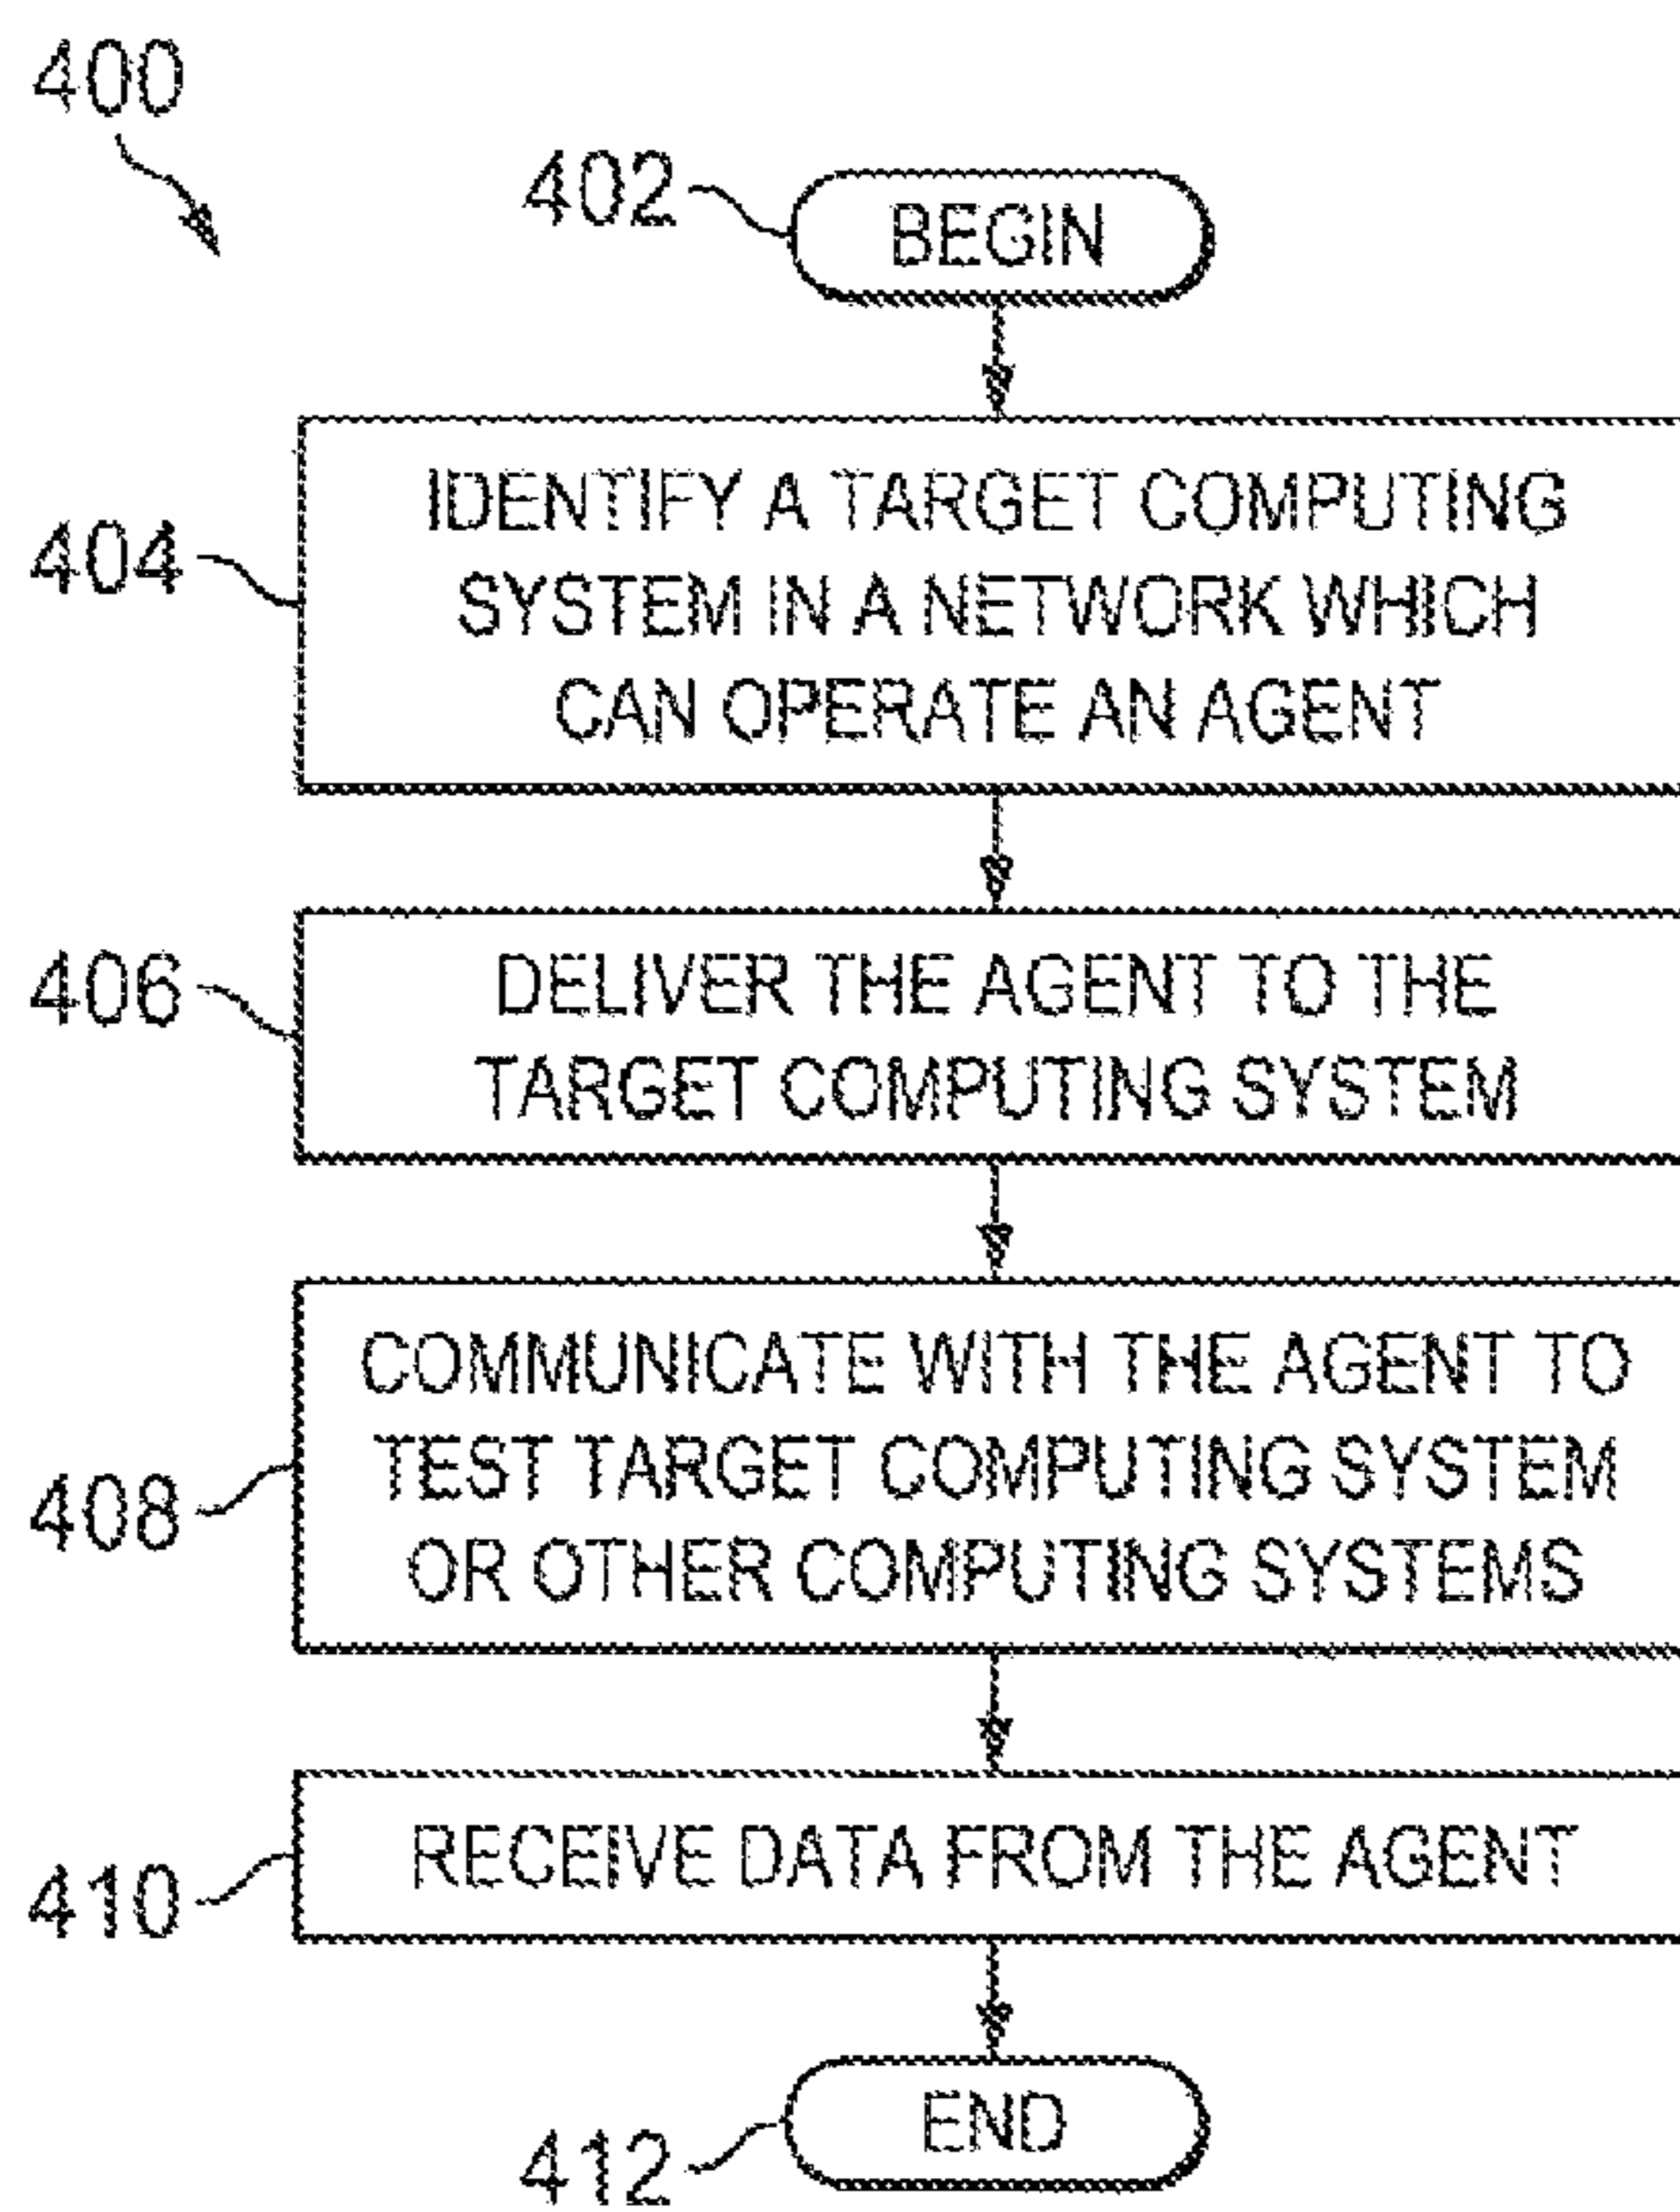 400
402
BEGIN
404
IDENTIFY A TARGET COMPUTING
SYSTEM IN A NETWORK WHICH
CAN OPERATE AN AGENT
406
DELIVER THE AGENT TO THE
TARGET COMPUTING SYSTEM
408
COMMUNICATE WITH THE AGENT TO
TEST TARGET COMPUTING SYSTEM
OR OTHER COMPUTING SYSTEMS
410
RECEIVE DATA FROM THE AGENT
412
END